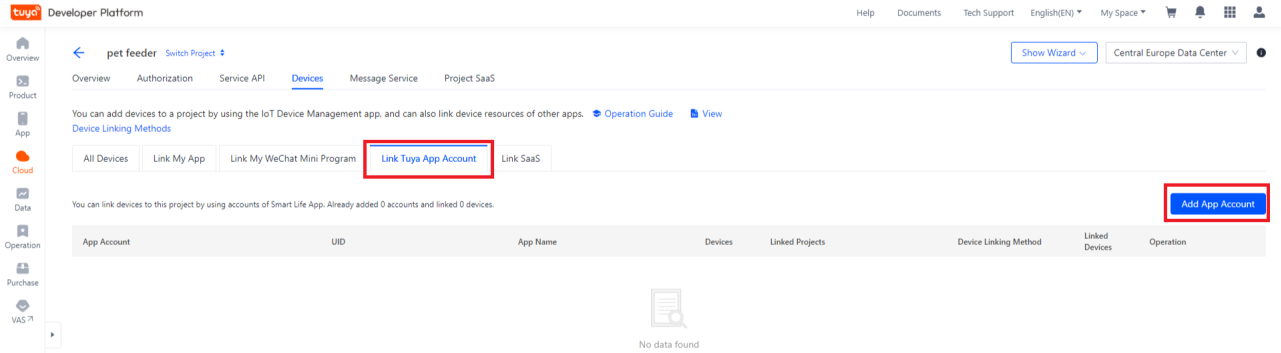 tuya Developer Platform
Help Documents Tech Support English(EN) My Space
Overview
Product
App
Cloud
Data
Operation
Purchase
VAS
pet feeder Switch Project
Show Wizard Central Europe Data Center
Overview Authorization Service API Devices Message Service Project SaaS
You can add devices to a project by using the IoT Device Management app, and can also link device resources of other apps. Operation Guide View
Device Linking Methods
All Devices Link My App Link My WeChat Mini Program Link Tuya App Account Link SaaS
You can link devices to this project by using accounts of Smart Life App. Already added 0 accounts and linked 0 devices.
Add App Account
App Account UID App Name Devices Linked Projects Device Linking Method Linked Devices Operation
No data found